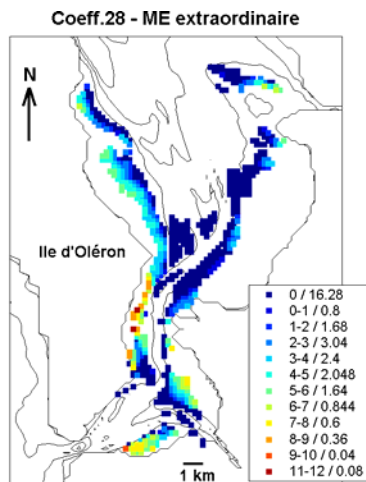 Coeff.28 - ME extraordinaire
N
Ile d'Oléron
0 / 16.28
0-1 / 0.8
1-2 / 1.68
2-3 / 3.04
3-4 / 2.4
4-5 / 2.048
5-6 / 1.64
6-7 / 0.844
7-8 / 0.6
8-9 / 0.36
9-10 / 0.04
11-12 / 0.08
1 km